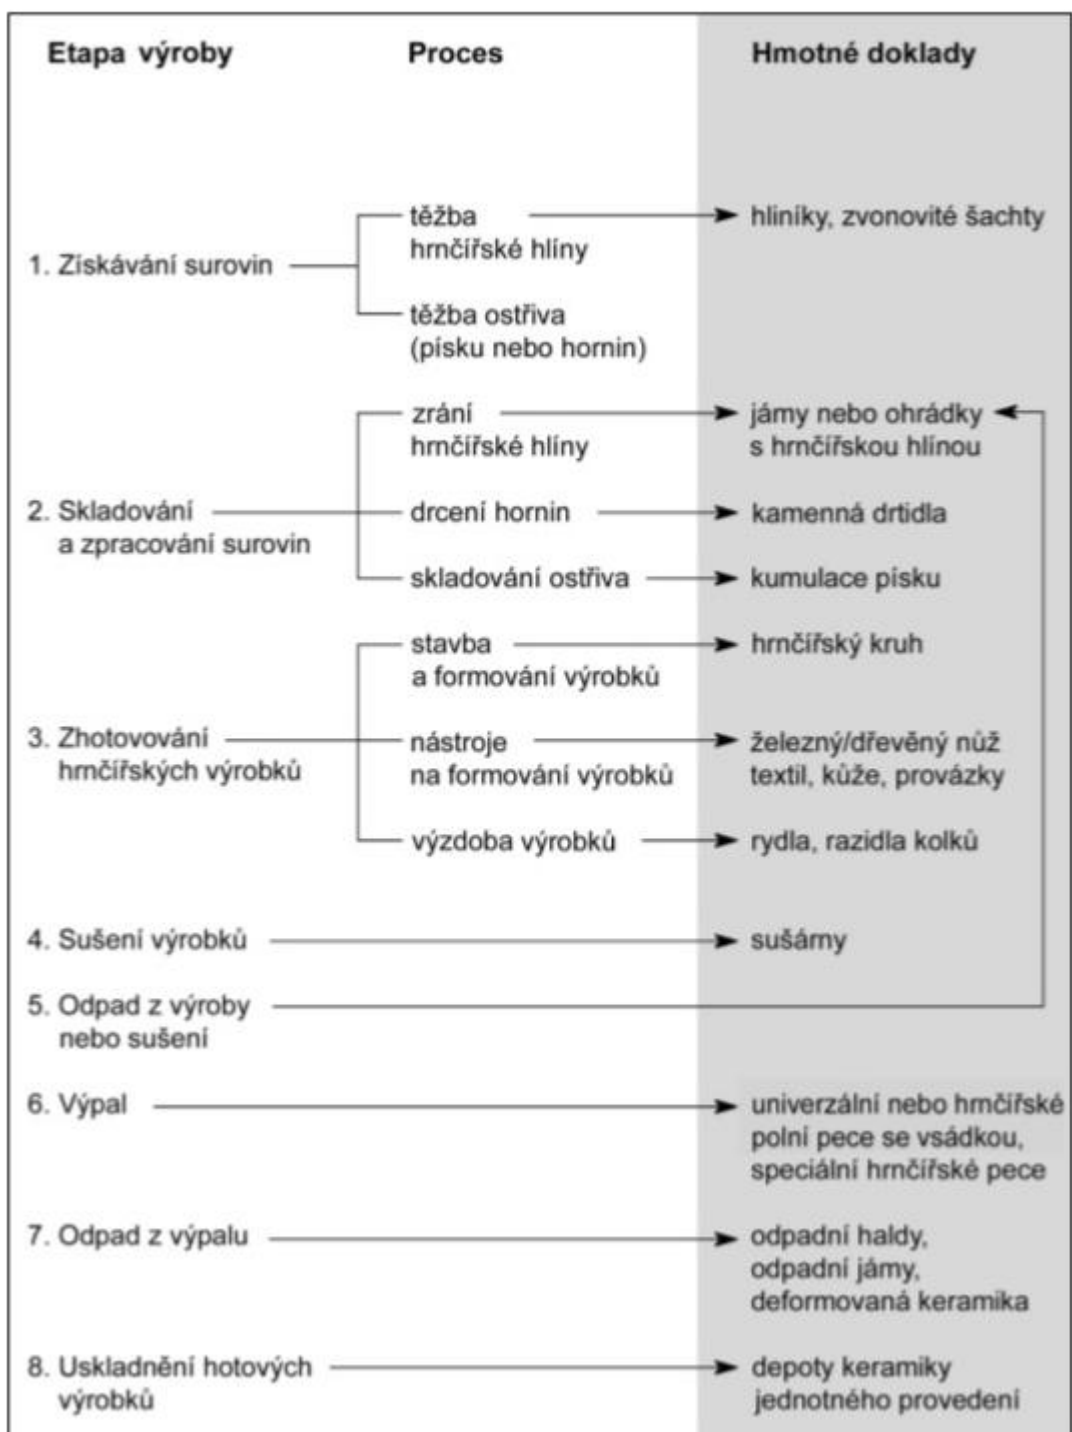 Etapa výroby Proces Hmotné doklady
těžba hliníky, zvonovité šachty
hrnčířské hlíny
1. Získávání surovin
těžba ostřiva
(písku nebo hornin)
zrání jámy nebo ohrádky
hrnčířské hlíny s hrnčířskou hlínou
2. Skladování drcení hornin kamenná drtidla
a zpracování surovin
skladování ostřiva kumulace písku
stavba hrnčířský kruh
a formování výrobků
3. Zhotovování nástroje železný/dřevěný nůž
hrnčířských výrobků na formování výrobků textil, kůže, provázky
výzdoba výrobků rydla, razidla kolků
4. Sušení výrobků sušárny
5. Odpad z výroby
nebo sušení
6. Výpal univerzální nebo hrnčířské
polní pece se vsádkou,
speciální hrnčířské pece
7. Odpad z výpalu odpadní haldy,
odpadní jámy,
deformovaná keramika
8. Uskladnění hotových depoty keramiky
výrobků jednotného provedení